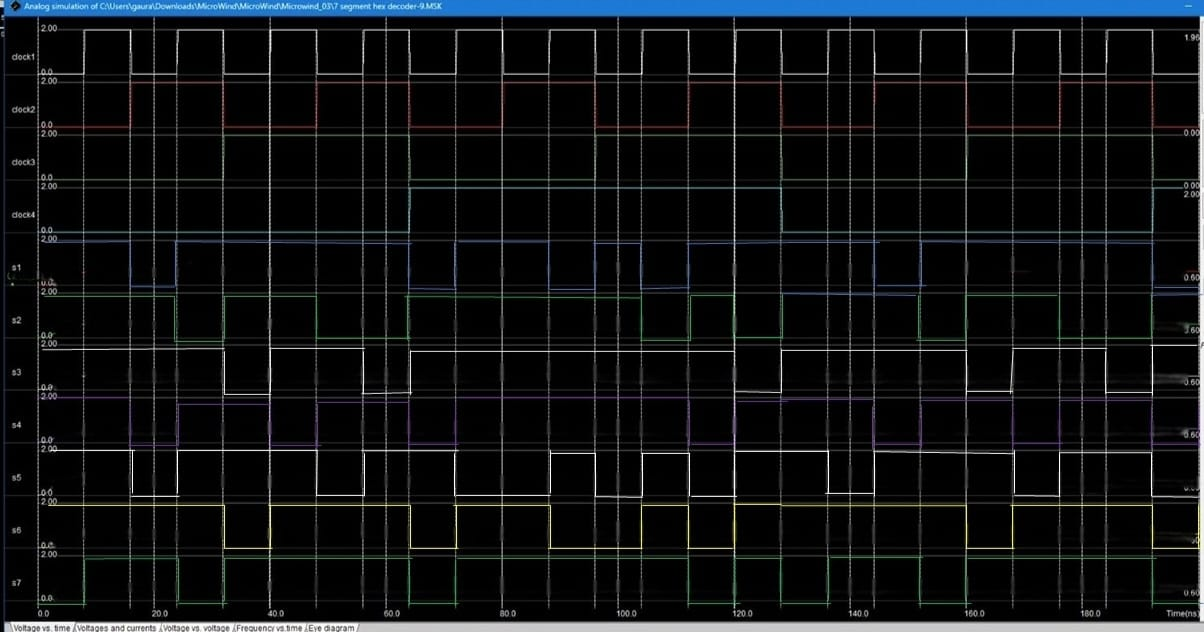 Analog simulation of C:\Users\gaura\Downloads\MicroWind\MicroWind\Microwind_03\7 segment hex decoder-9.MSK
2.00
1.96
clock1
0.0
2.00
clock2
0.0
0.00
2.00
clock3
0.0
0.00
2.00
2.00
clock4
0.0
2.00
s1
0.60
0.0
2.00
s2
0.0
2.00
s3
0.60
0.0
2.00
s4
0.60
0.0
2.00
s5
0.0
2.00
s6
0.0
2.00
s7
0.60
0.0
0.0 20.0 40.0 60.0 80.0 100.0 120.0 140.0 160.0 180.0 Time(ns)
Voltage vs. time Voltages and currents Voltage vs. voltage Frequency vs.time Eye diagram